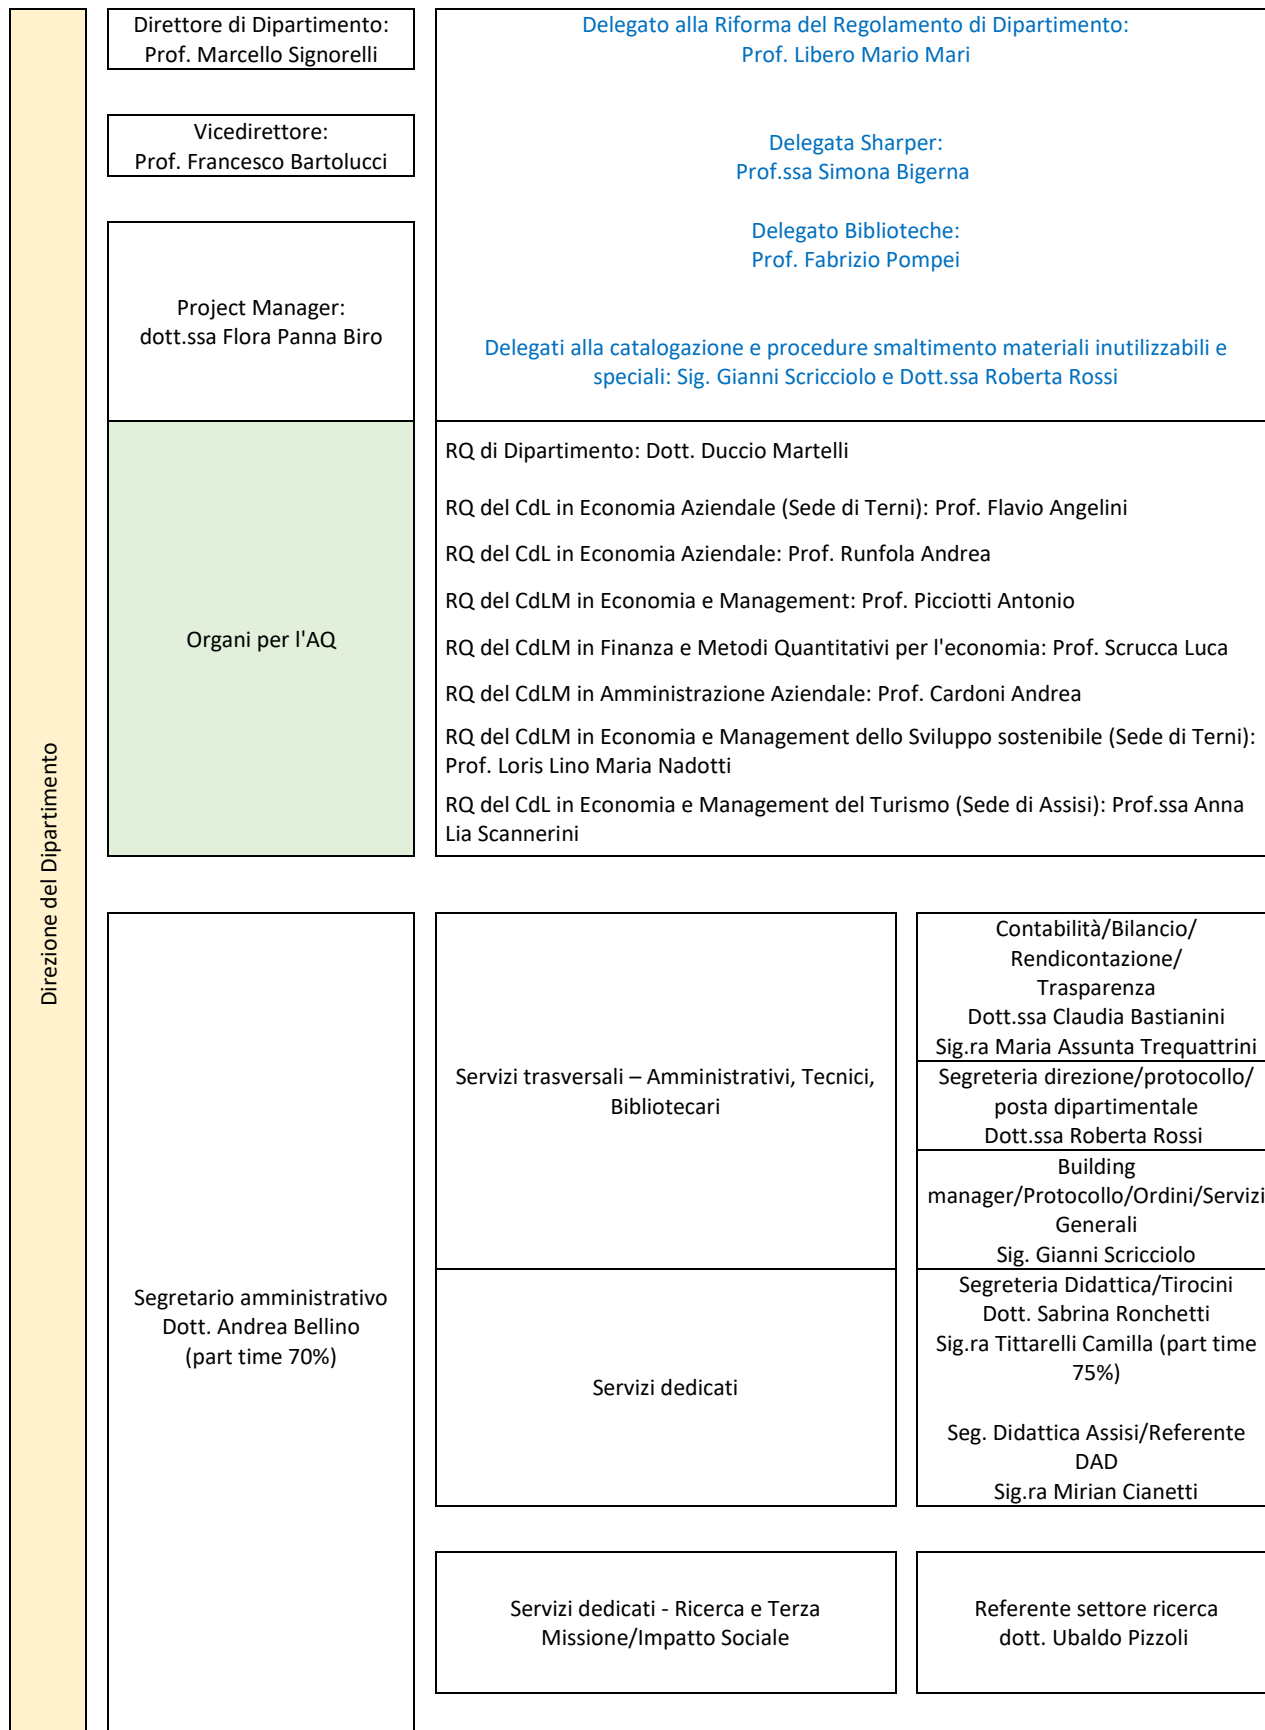 Direzione del Dipartimento
Direttore di Dipartimento:
Prof. Marcello Signorelli
Vicedirettore:
Prof. Francesco Bartolucci
Project Manager:
dott.ssa Flora Panna Biro
Delegato alla Riforma del Regolamento di Dipartimento:
Prof. Libero Mario Mari
Delegata Sharper:
Prof.ssa Simona Bigerna
Delegato Biblioteche:
Prof. Fabrizio Pompei
Delegati alla catalogazione e procedure smaltimento materiali inutilizzabili e
speciali: Sig. Gianni Scricciolo e Dott.ssa Roberta Rossi
Organi per l'AQ
RQ di Dipartimento: Dott. Duccio Martelli
RQ del CdL in Economia Aziendale (Sede di Terni): Prof. Flavio Angelini
RQ del CdL in Economia Aziendale: Prof. Runfola Andrea
RQ del CdLM in Economia e Management: Prof. Picciotti Antonio
RQ del CdLM in Finanza e Metodi Quantitativi per l'economia: Prof. Scrucca Luca
RQ del CdLM in Amministrazione Aziendale: Prof. Cardoni Andrea
RQ del CdLM in Economia e Management dello Sviluppo sostenibile (Sede di Terni):
Prof. Loris Lino Maria Nadotti
RQ del CdL in Economia e Management del Turismo (Sede di Assisi): Prof.ssa Anna
Lia Scannerini
Segretario amministrativo
Dott. Andrea Bellino
(part time 70%)
Servizi trasversali – Amministrativi, Tecnici,
Bibliotecari
Contabilità/Bilancio/
Rendicontazione/
Trasparenza
Dott.ssa Claudia Bastianini
Sig.ra Maria Assunta Trequattrini
Segreteria direzione/protocollo/
posta dipartimentale
Dott.ssa Roberta Rossi
Building
manager/Protocollo/Ordini/Servizi
Generali
Sig. Gianni Scricciolo
Servizi dedicati
Segreteria Didattica/Tirocini
Dott. Sabrina Ronchetti
Sig.ra Tittarelli Camilla (part time
75%)
Seg. Didattica Assisi/Referente
DAD
Sig.ra Mirian Cianetti
Servizi dedicati - Ricerca e Terza
Missione/Impatto Sociale
Referente settore ricerca
dott. Ubaldo Pizzoli